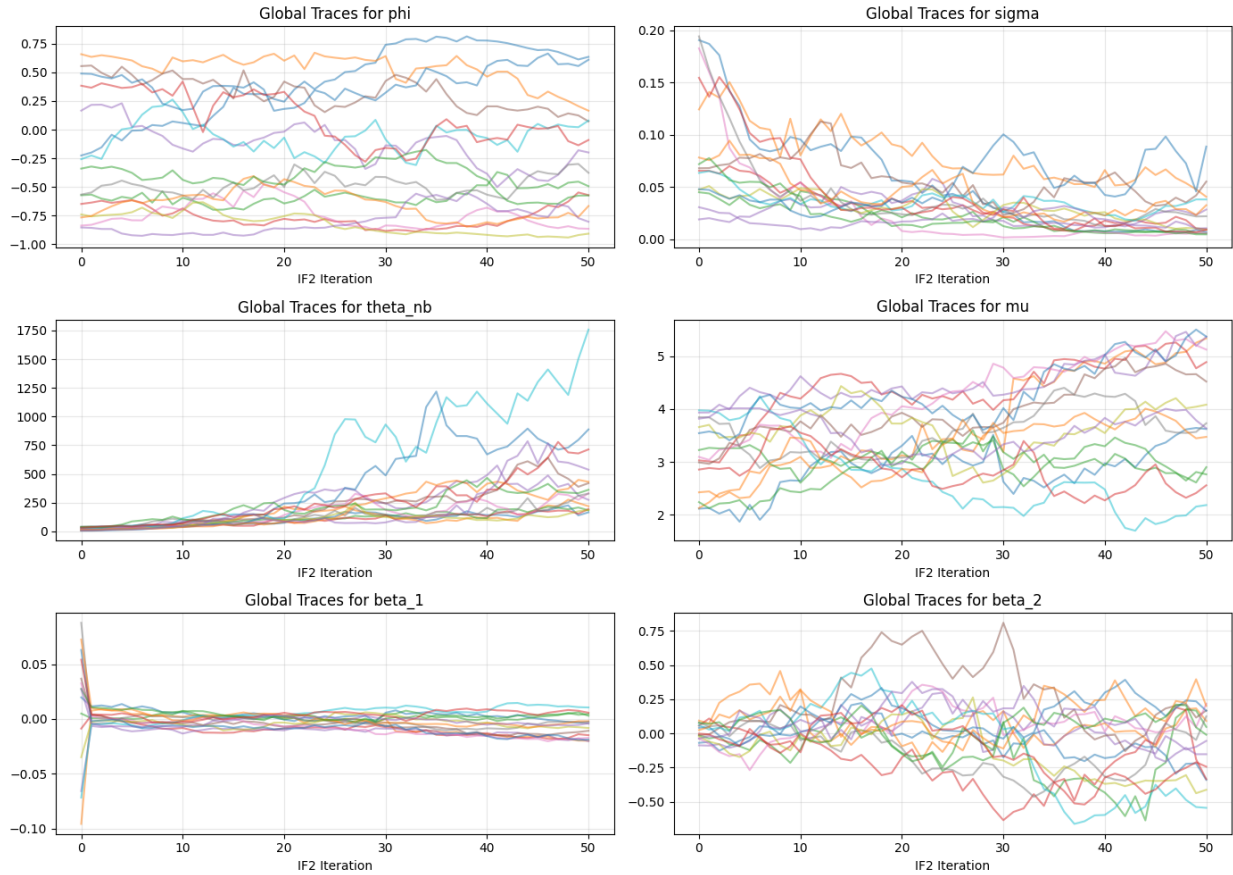 Global Traces for phi
0.75
0.50
0.25
0.00
−0.25
−0.50
−0.75
−1.00
0 10 20 30 40 50
IF2 Iteration
Global Traces for sigma
0.20
0.15
0.10
0.05
0.00
0 10 20 30 40 50
IF2 Iteration
Global Traces for theta_nb
1750
1500
1250
1000
750
500
250
0
0 10 20 30 40 50
IF2 Iteration
Global Traces for mu
5
4
3
2
0 10 20 30 40 50
IF2 Iteration
Global Traces for beta_1
0.05
0.00
−0.05
−0.10
0 10 20 30 40 50
IF2 Iteration
Global Traces for beta_2
0.75
0.50
0.25
0.00
−0.25
−0.50
0 10 20 30 40 50
IF2 Iteration